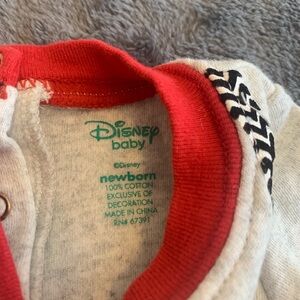 Disney
baby
©Disney
newborn
100% COTTON
EXCLUSIVE OF
DECORATION
MADE IN CHINA
RN# 67391